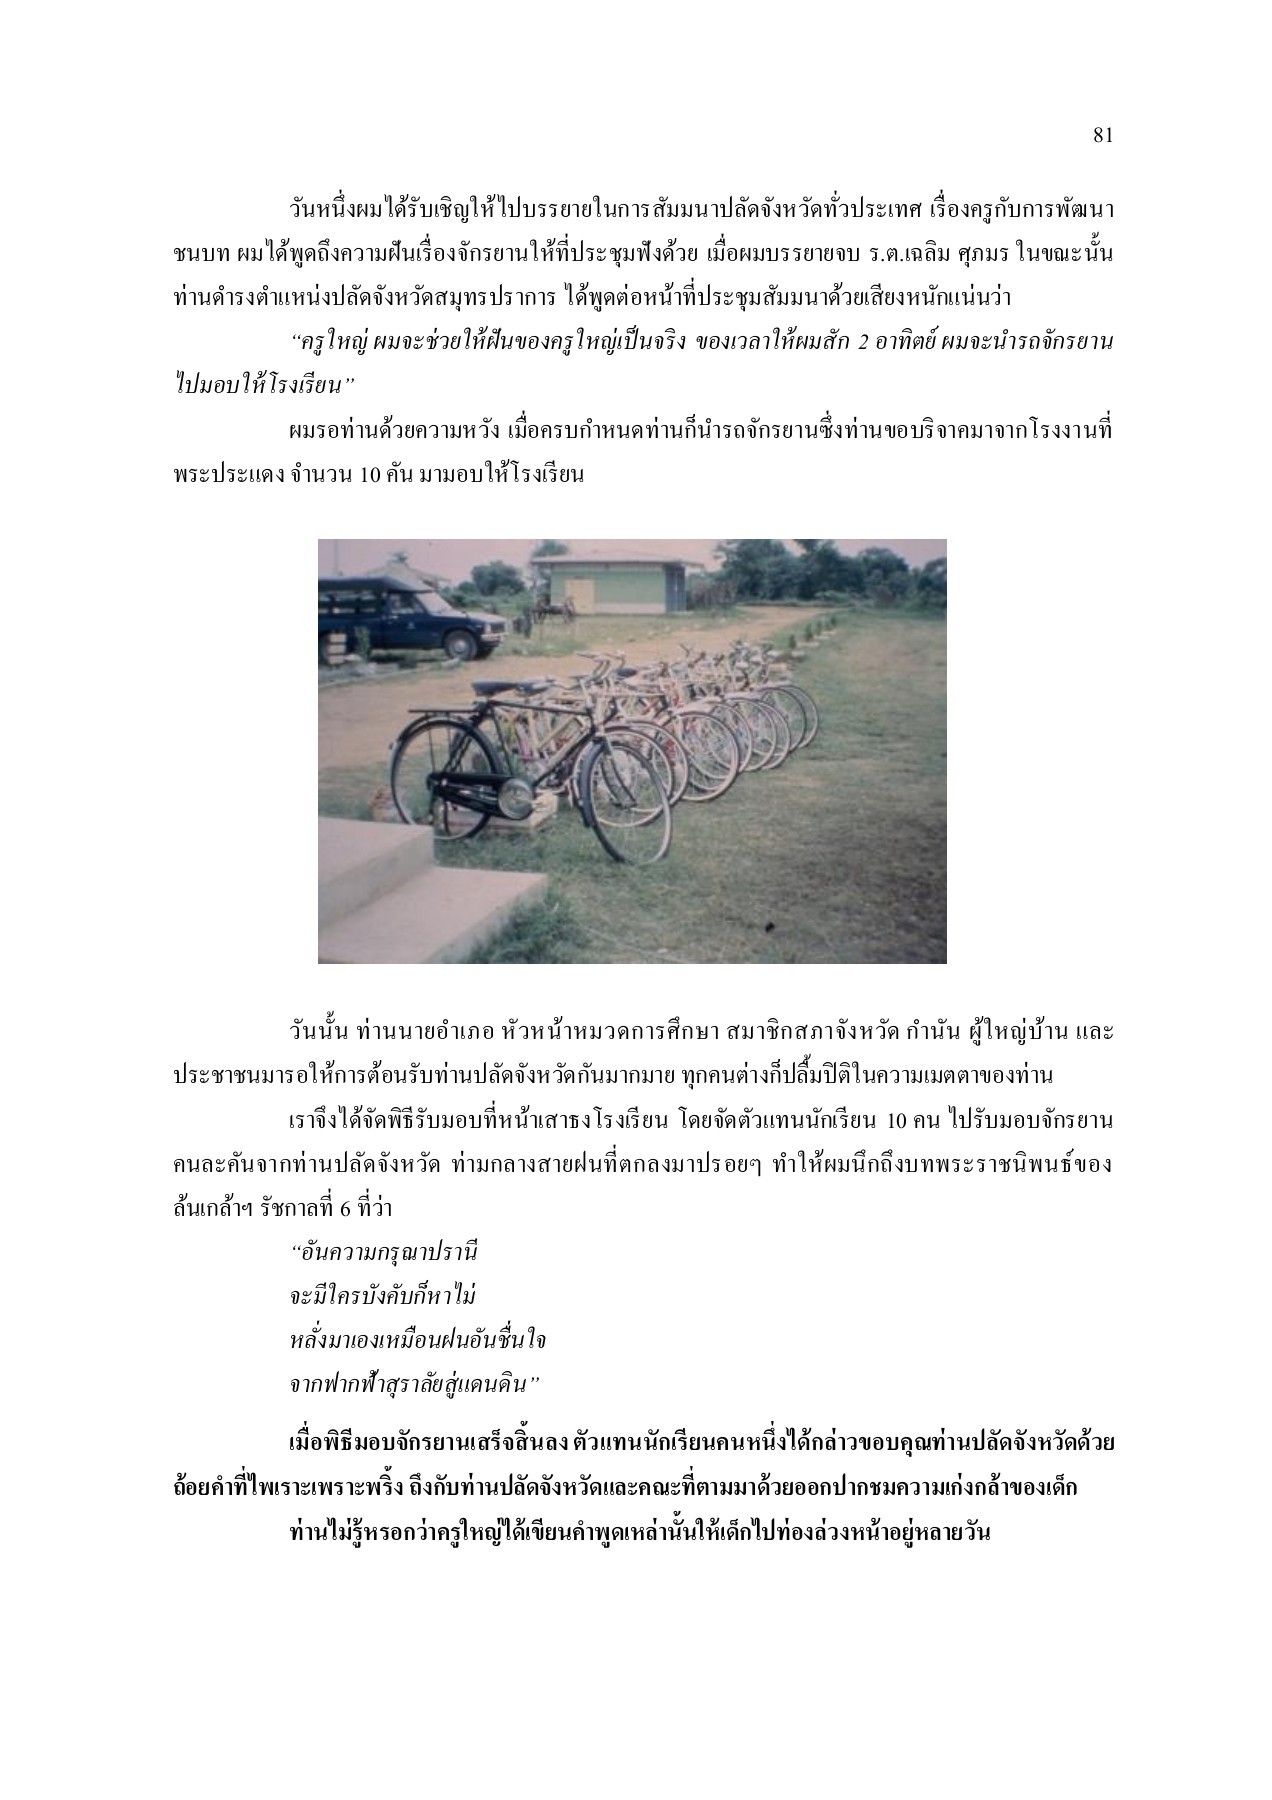 81
วันหนึ่งผมได้รับเชิญให้ไปบรรยายในการสัมมนาปลัดจังหวัดทั่วประเทศ เรื่องครูกับการพัฒนา
ชนบท ผมได้พูดถึงความฝันเรื่องจักรยานให้ที่ประชุมฟังด้วย เมื่อผมบรรยายจบ ร.ต.เฉลิม ศุภมร ในขณะนั้น
ท่านดำรงตำแหน่งปลัดจังหวัดสมุทรปราการ ได้พูดต่อหน้าที่ประชุมสัมมนาด้วยเสียงหนักแน่นว่า
“ครูใหญ่ ผมจะช่วยให้ฝันของครูใหญ่เป็นจริง ของเวลาให้ผมสัก 2 อาทิตย์ ผมจะนำรถจักรยาน
ไปมอบให้โรงเรียน”
ผมรอท่านด้วยความหวัง เมื่อครบกำหนดท่านก็นำรถจักรยานซึ่งท่านขอบริจาคมาจากโรงงานที่
พระประแดง จำนวน 10 คัน มามอบให้โรงเรียน
วันนั้น ท่านนายอำเภอ หัวหน้าหมวดการศึกษา สมาชิกสภาจังหวัด กำนัน ผู้ใหญ่บ้าน และ
ประชาชนมารอให้การต้อนรับท่านปลัดจังหวัดกันมากมาย ทุกคนต่างก็ปลื้มปิติในความเมตตาของท่าน
เราจึงได้จัดพิธีรับมอบที่หน้าเสาธงโรงเรียน โดยจัดตัวแทนนักเรียน 10 คน ไปรับมอบจักรยาน
คนละคันจากท่านปลัดจังหวัด ท่ามกลางสายฝนที่ตกลงมาปรอยๆ ทำให้ผมนึกถึงบทพระราชนิพนธ์ของ
ล้นเกล้าฯ รัชกาลที่ 6 ที่ว่า
“อันความกรุณาปรานี
จะมีใครบังคับก็หาไม่
หลั่งมาเองเหมือนฝนอันชื่นใจ
จากฟากฟ้าสุราลัยสู่แดนดิน”
เมื่อพิธีมอบจักรยานเสร็จสิ้นลง ตัวแทนนักเรียนคนหนึ่งได้กล่าวขอบคุณท่านปลัดจังหวัดด้วย
ถ้อยคำที่ไพเราะเพราะพริ้ง ถึงกับท่านปลัดจังหวัดและคณะที่ตามมาด้วยออกปากชมความเก่งกล้าของเด็ก
ท่านไม่รู้หรอกว่าครูใหญ่ได้เขียนคำพูดเหล่านั้นให้เด็กไปท่องล่วงหน้าอยู่หลายวัน